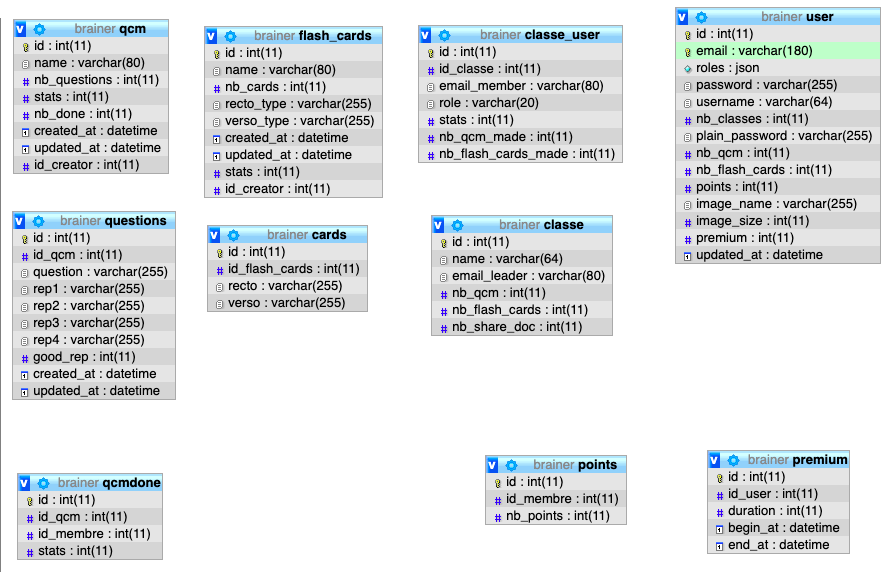 brainer qcm
id : int(11)
name : varchar(80)
nb_questions : int(11)
stats : int(11)
nb_done : int(11)
created_at : datetime
updated_at : datetime
id_creator : int(11)
brainer flash_cards
id : int(11)
name : varchar(80)
nb_cards : int(11)
recto_type : varchar(255)
verso_type : varchar(255)
created_at : datetime
updated_at : datetime
stats : int(11)
id_creator : int(11)
brainer classe_user
id : int(11)
id_classe : int(11)
email_member : varchar(80)
role : varchar(20)
stats : int(11)
nb_qcm_made : int(11)
nb_flash_cards_made : int(11)
brainer user
id : int(11)
email : varchar(180)
roles : json
password : varchar(255)
username : varchar(64)
nb_classes : int(11)
plain_password : varchar(255)
nb_qcm : int(11)
nb_flash_cards : int(11)
points : int(11)
image_name : varchar(255)
image_size : int(11)
premium : int(11)
updated_at : datetime
brainer questions
id : int(11)
id_qcm : int(11)
question : varchar(255)
rep1 : varchar(255)
rep2 : varchar(255)
rep3 : varchar(255)
rep4 : varchar(255)
good_rep : int(11)
created_at : datetime
updated_at : datetime
brainer cards
id : int(11)
id_flash_cards : int(11)
recto : varchar(255)
verso : varchar(255)
brainer classe
id : int(11)
name : varchar(64)
email_leader : varchar(80)
nb_qcm : int(11)
nb_flash_cards : int(11)
nb_share_doc : int(11)
brainer qcmdone
id : int(11)
id_qcm : int(11)
id_membre : int(11)
stats : int(11)
brainer points
id : int(11)
id_membre : int(11)
nb_points : int(11)
brainer premium
id : int(11)
id_user : int(11)
duration : int(11)
begin_at : datetime
end_at : datetime